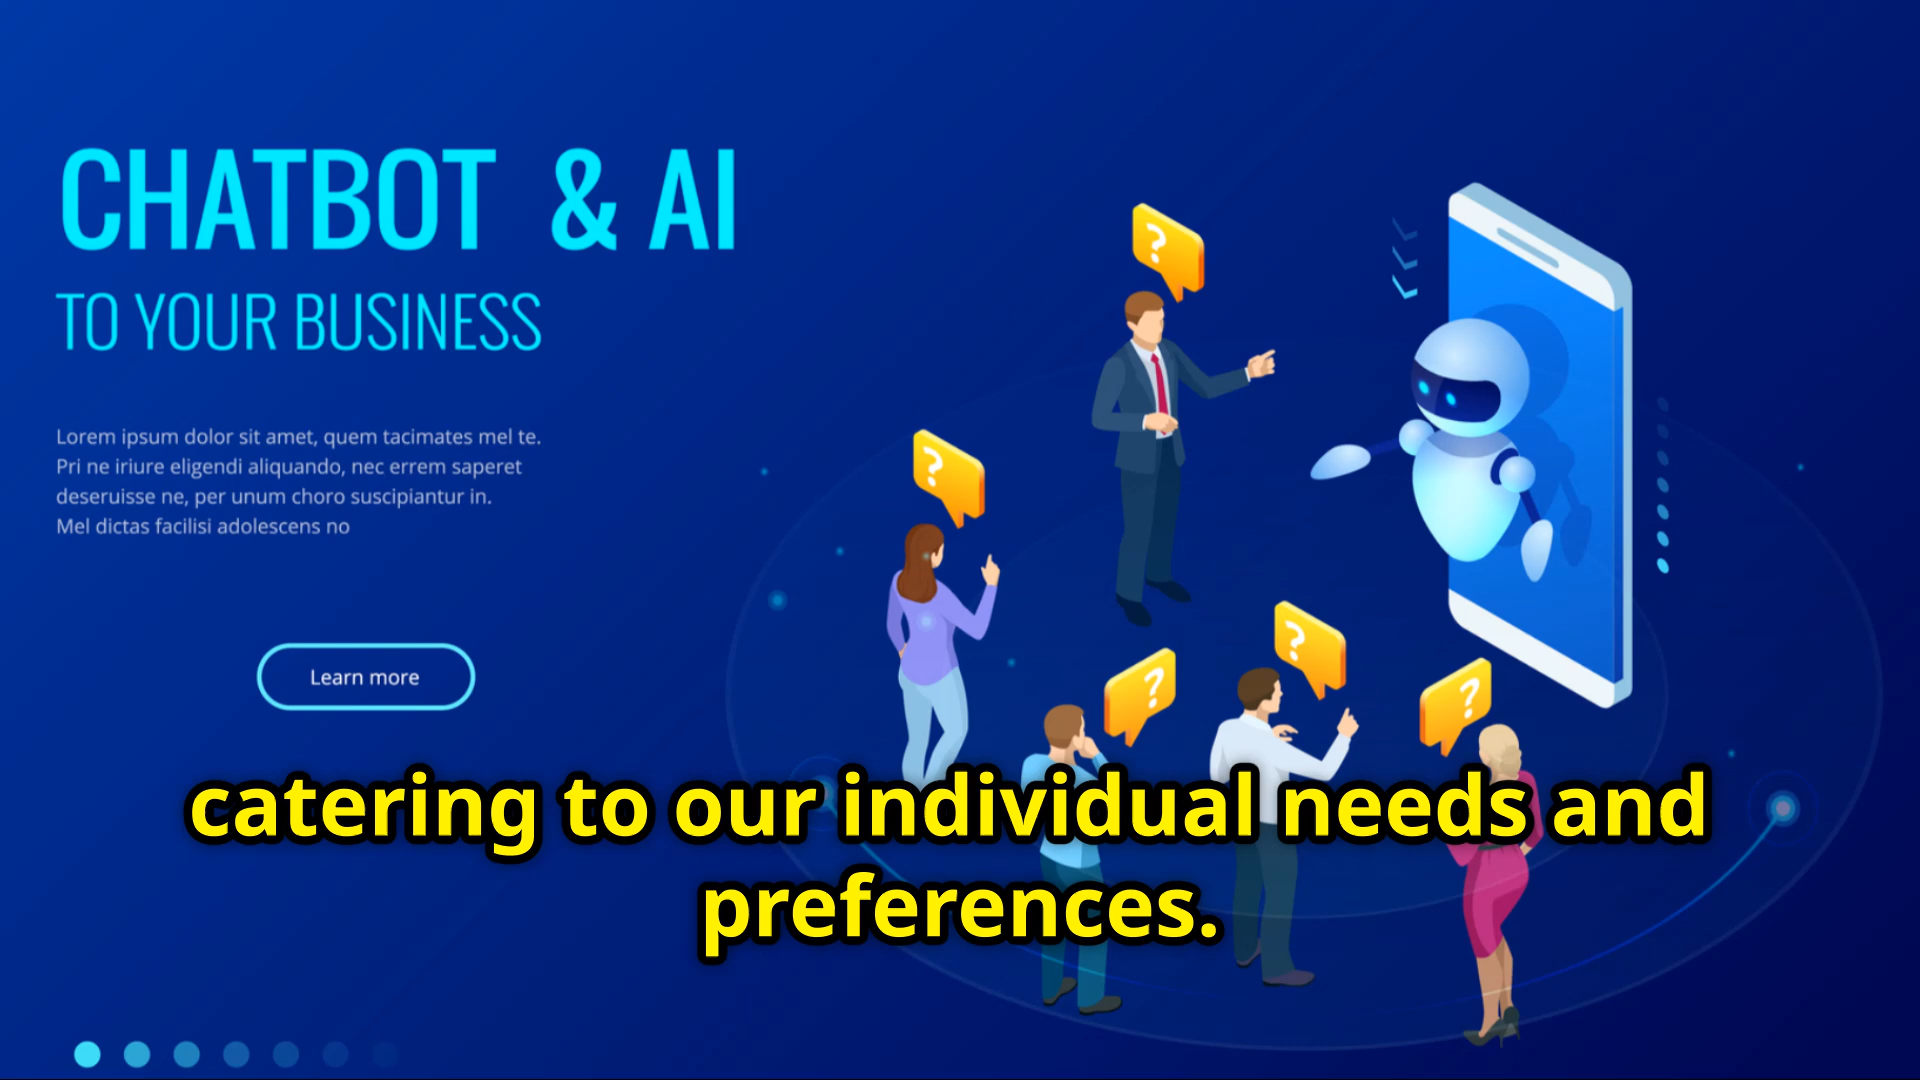 CHATBOT & AI
TO YOUR BUSINESS
Lorem ipsum dolor sit amet, quem tacimates mel te.
Pri ne iriure eligendi aliquando, nec errem saperet
deseruisse ne, per unum choro suscipiantur in.
Mel dictas facilisi adolescens no
Learn more
?
?
?
?
?
catering to our individual needs and
preferences.